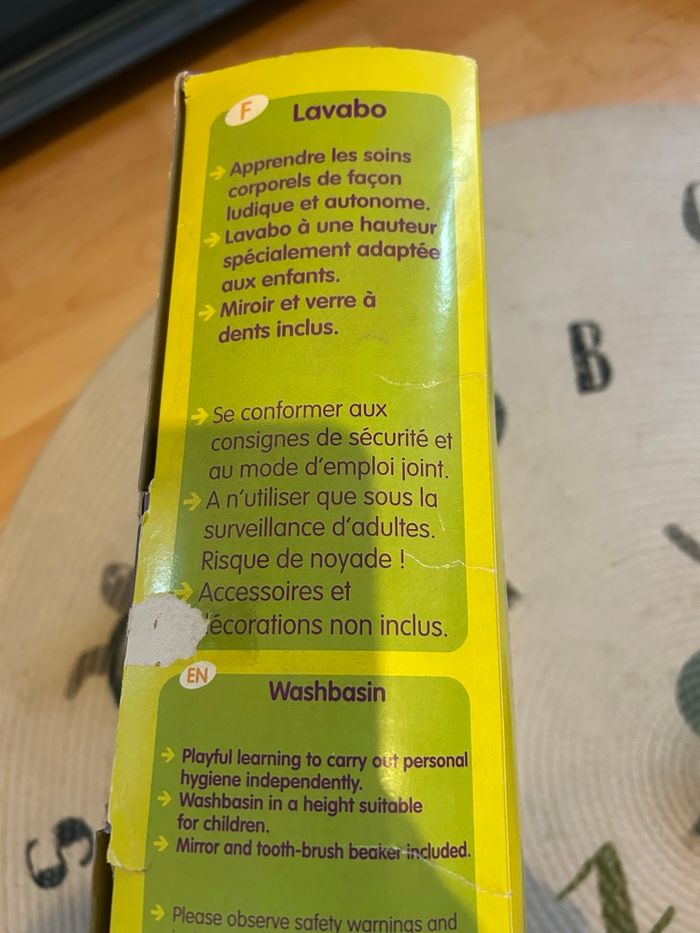 F Lavabo
→ Apprendre les soins
corporels de façon
ludique et autonome.
→ Lavabo à une hauteur
spécialement adaptée
aux enfants.
→ Miroir et verre à
dents inclus.
→ Se conformer aux
consignes de sécurité et
au mode d'emploi joint.
→ A n'utiliser que sous la
surveillance d'adultes.
Risque de noyade !
→ Accessoires et
écorations non inclus.
EN Washbasin
→ Playful learning to carry out personal
hygiene independently.
→ Washbasin in a height suitable
for children.
→ Mirror and tooth-brush beaker included.
→ Please observe safety warnings and
B